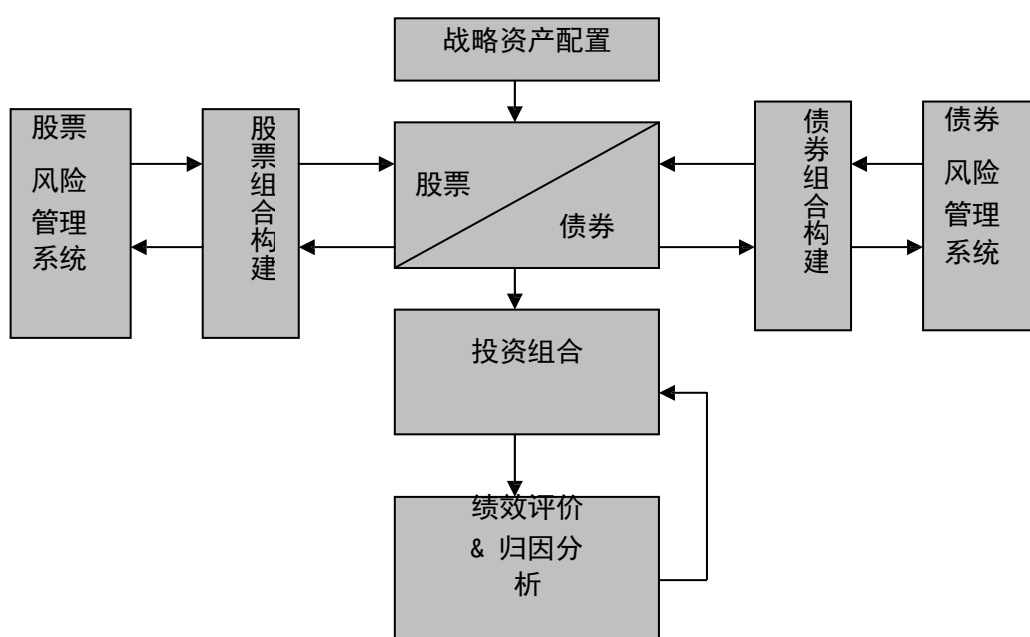 战略资产配置
股票
风险
管理
系统
股票组合构建
股票
债券
债券组合构建
债券
风险
管理
系统
投资组合
绩效评价
& 归因分
析